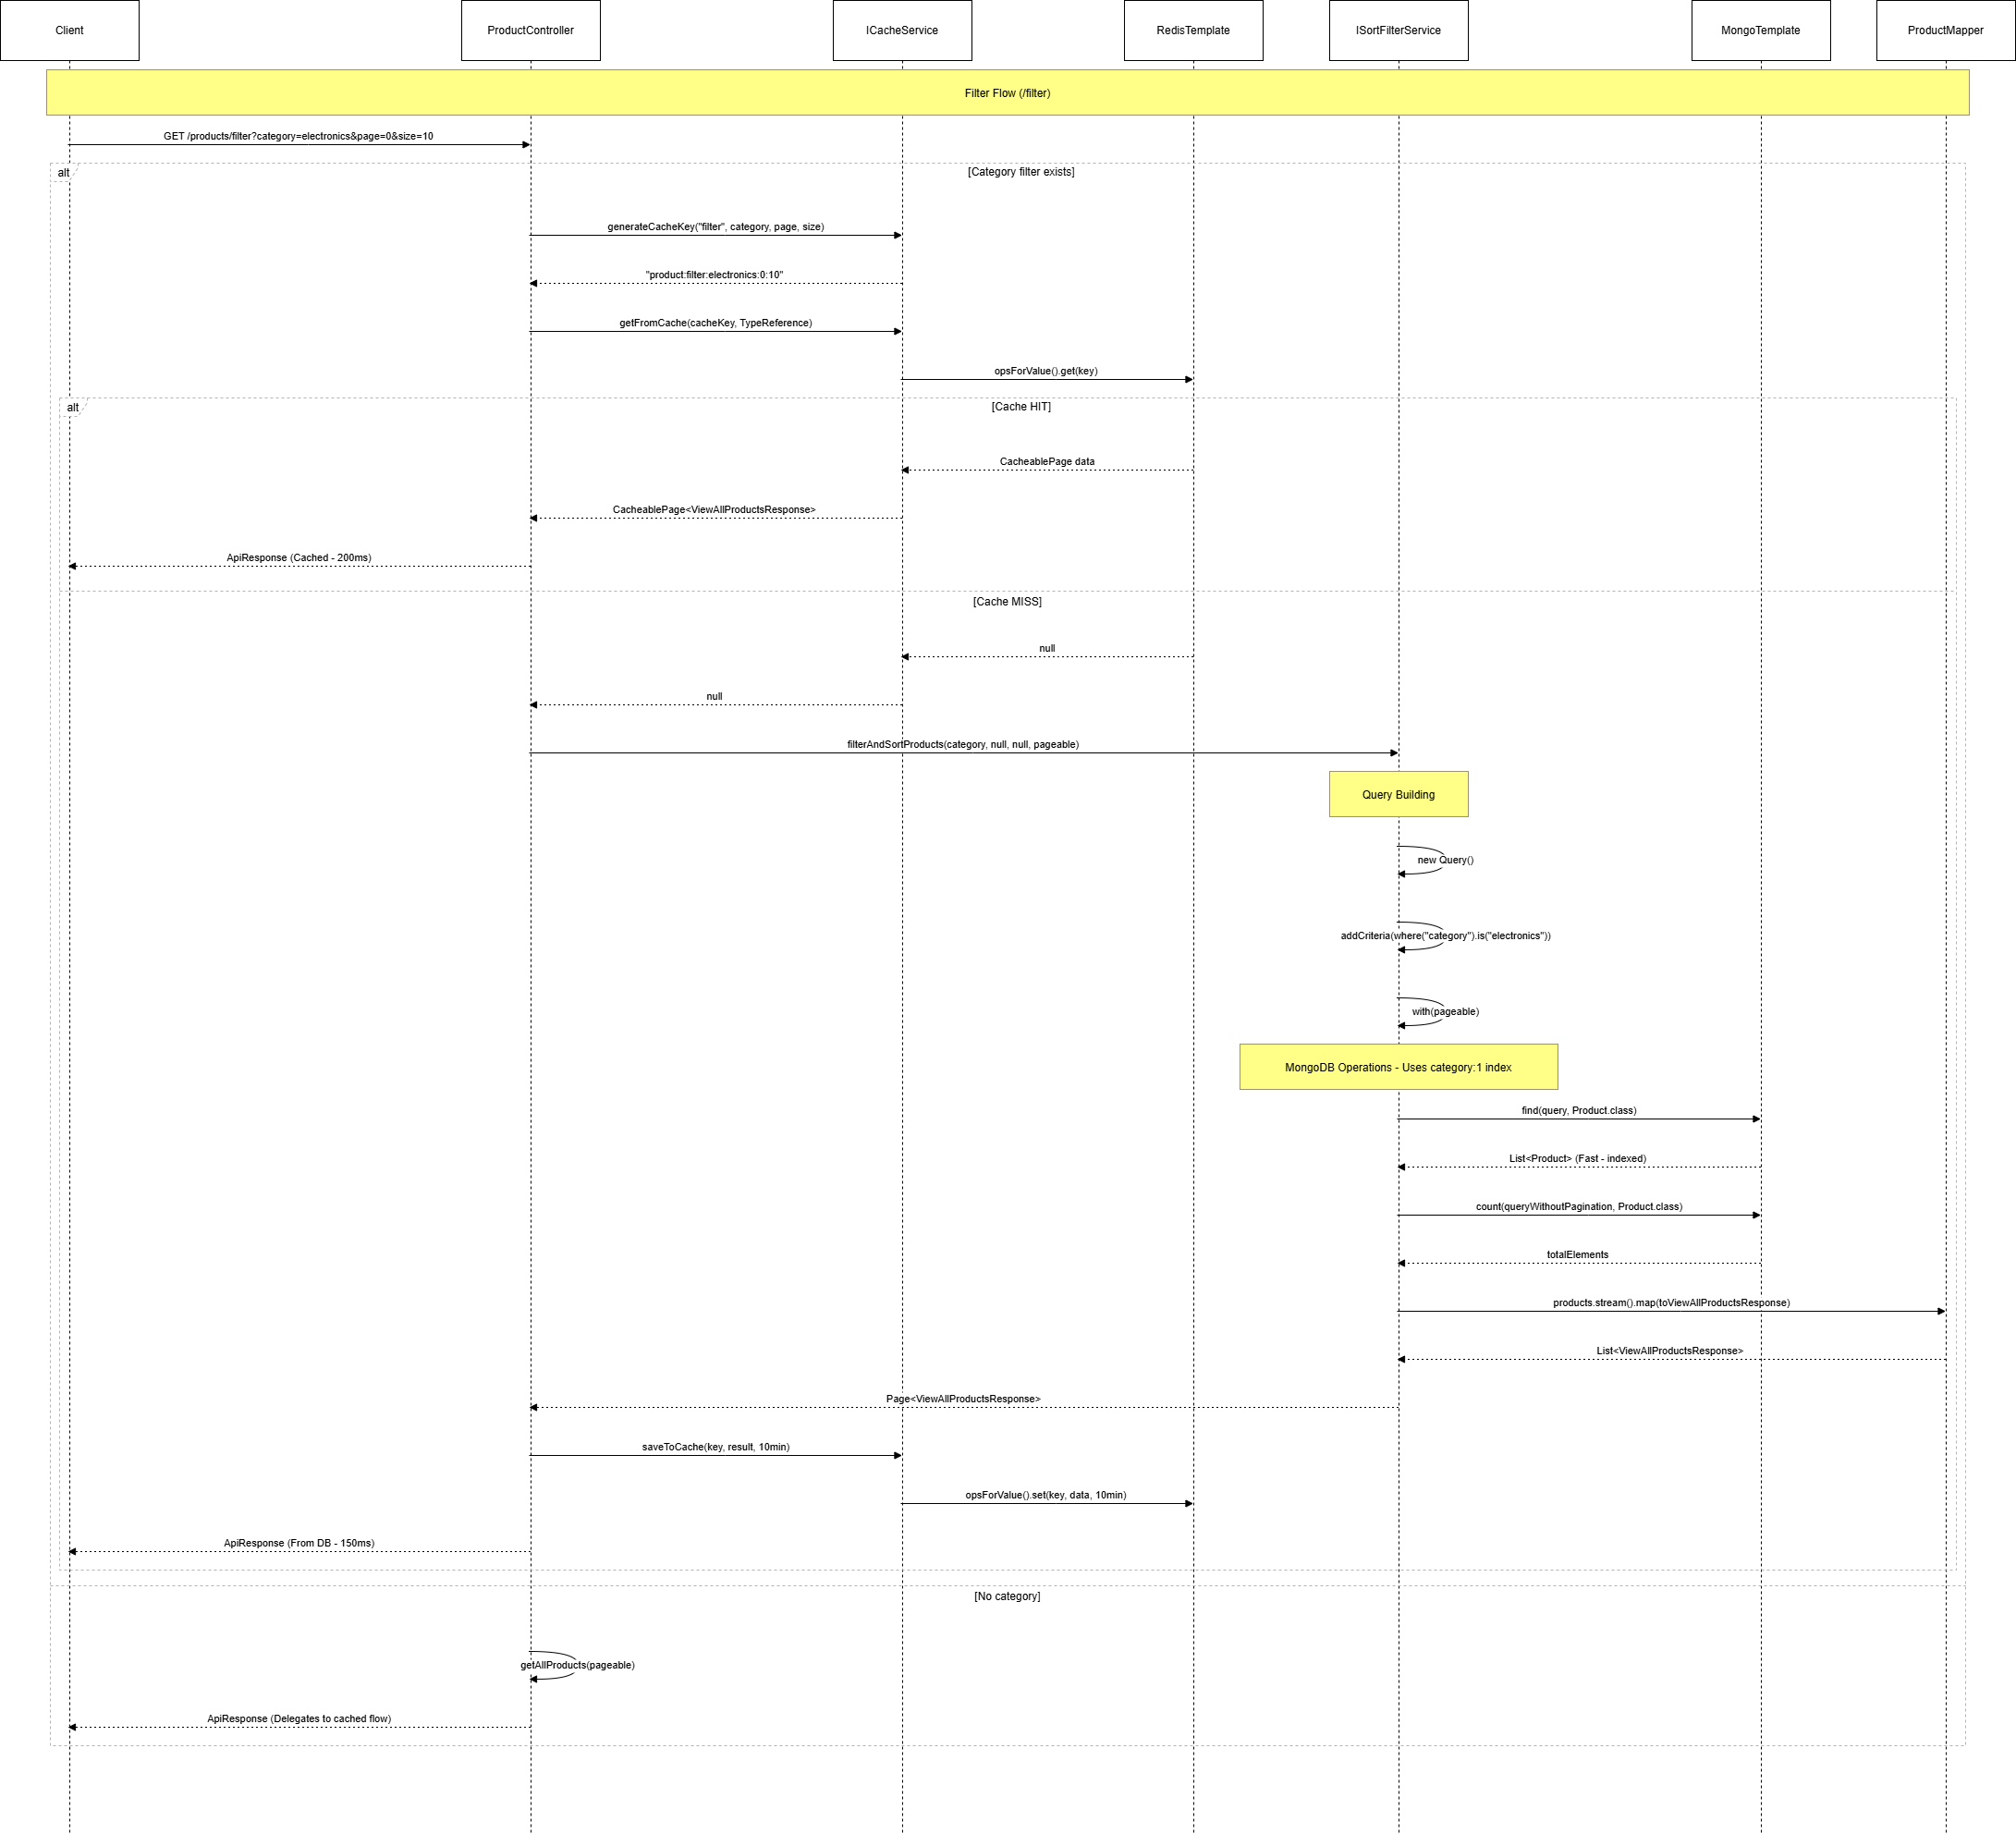 Client
ProductController
ICacheService
RedisTemplate
ISortFilterService
MongoTemplate
ProductMapper
Filter Flow (/filter)
GET /products/filter?category=electronics&page=0&size=10
alt
[Category filter exists]
generateCacheKey("filter", category, page, size)
"product:filter:electronics:0:10"
getFromCache(cacheKey, TypeReference)
opsForValue().get(key)
alt
[Cache HIT]
CacheablePage data
CacheablePage<ViewAllProductsResponse>
ApiResponse (Cached - 200ms)
[Cache MISS]
null
null
filterAndSortProducts(category, null, null, pageable)
Query Building
new Query()
addCriteria(where("category").is("electronics"))
with(pageable)
MongoDB Operations - Uses category:1 index
find(query, Product.class)
List<Product> (Fast - indexed)
count(queryWithoutPagination, Product.class)
totalElements
products.stream().map(toViewAllProductsResponse)
List<ViewAllProductsResponse>
Page<ViewAllProductsResponse>
saveToCache(key, result, 10min)
opsForValue().set(key, data, 10min)
ApiResponse (From DB - 150ms)
[No category]
getAllProducts(pageable)
ApiResponse (Delegates to cached flow)